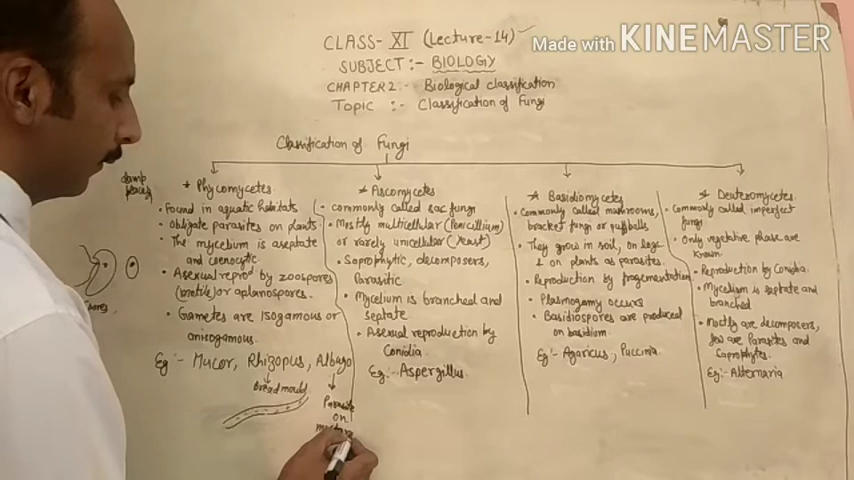 CLASS- XI (Lecture-14)
Made with KINEMASTER
SUBJECT :- BIOLOGY
CHAPTER 2:- Biological classification
Topic :- Classification of Fungi
Classification of Fungi
damp
places
* Phycomycetes
• Found in aquatic habitats
• Obligate parasites on plants
• The mycelium is aseptate
and coenocytic
• Asexual reprod by zoospores
(motile) or aplanospores.
• Gametes are Isogamous or
anisogamous.
Eg:- Mucor, Rhizopus, Albugo
Bread mould
Parasite
on
* Ascomycetes
• commonly called sac fungi
• Mostly multicellular (Penicillium)
or rarely unicellular (yeast)
• Saprophytic, decomposers,
Parasitic
• Mycelium is branched and
septate
• Asexual reproduction by
Conidia
Eg:- Aspergillus
* Basidiomycetes
• Commonly called mushrooms,
bracket fungi or puffballs
• They grow in soil, on logs
& on plants as parasites.
• Reproduction by fragmentation
• Plasmogamy occurs
• Basidiospores are produced
on basidium
Eg:- Agaricus, Puccinia
* Deuteromycetes
• Commonly called imperfect
fungi
• Only vegetative phase are
known
• Reproduction by Conidia.
• Mycelium is septate and
branched
• Mostly are decomposers,
few are Parasites and
Saprophytes.
Eg:- Alternaria